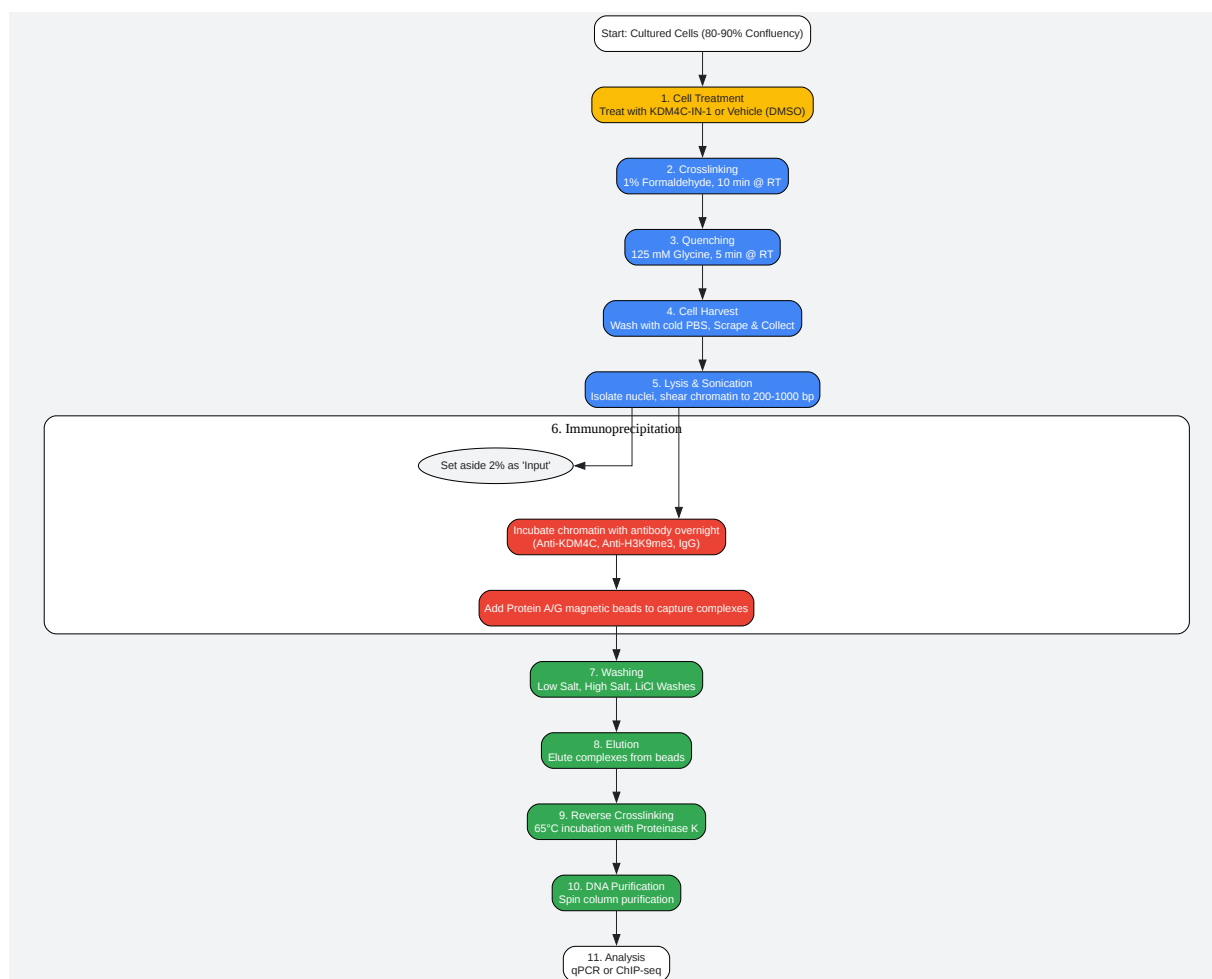 Start: Cultured Cells (80-90% Confluency)
1. Cell Treatment
Treat with KDM4C-IN-1 or Vehicle (DMSO)
2. Crosslinking
1% Formaldehyde, 10 min @ RT
3. Quenching
125 mM Glycine, 5 min @ RT
4. Cell Harvest
Wash with cold PBS, Scrape & Collect
5. Lysis & Sonication
Isolate nuclei, shear chromatin to 200-1000 bp
6. Immunoprecipitation
Set aside 2% as 'Input'
Incubate chromatin with antibody overnight
(Anti-KDM4C, Anti-H3K9me3, IgG)
Add Protein A/G magnetic beads to capture complexes
7. Washing
Low Salt, High Salt, LiCl Washes
8. Elution
Elute complexes from beads
9. Reverse Crosslinking
65°C incubation with Proteinase K
10. DNA Purification
Spin column purification
11. Analysis
qPCR or ChIP-seq